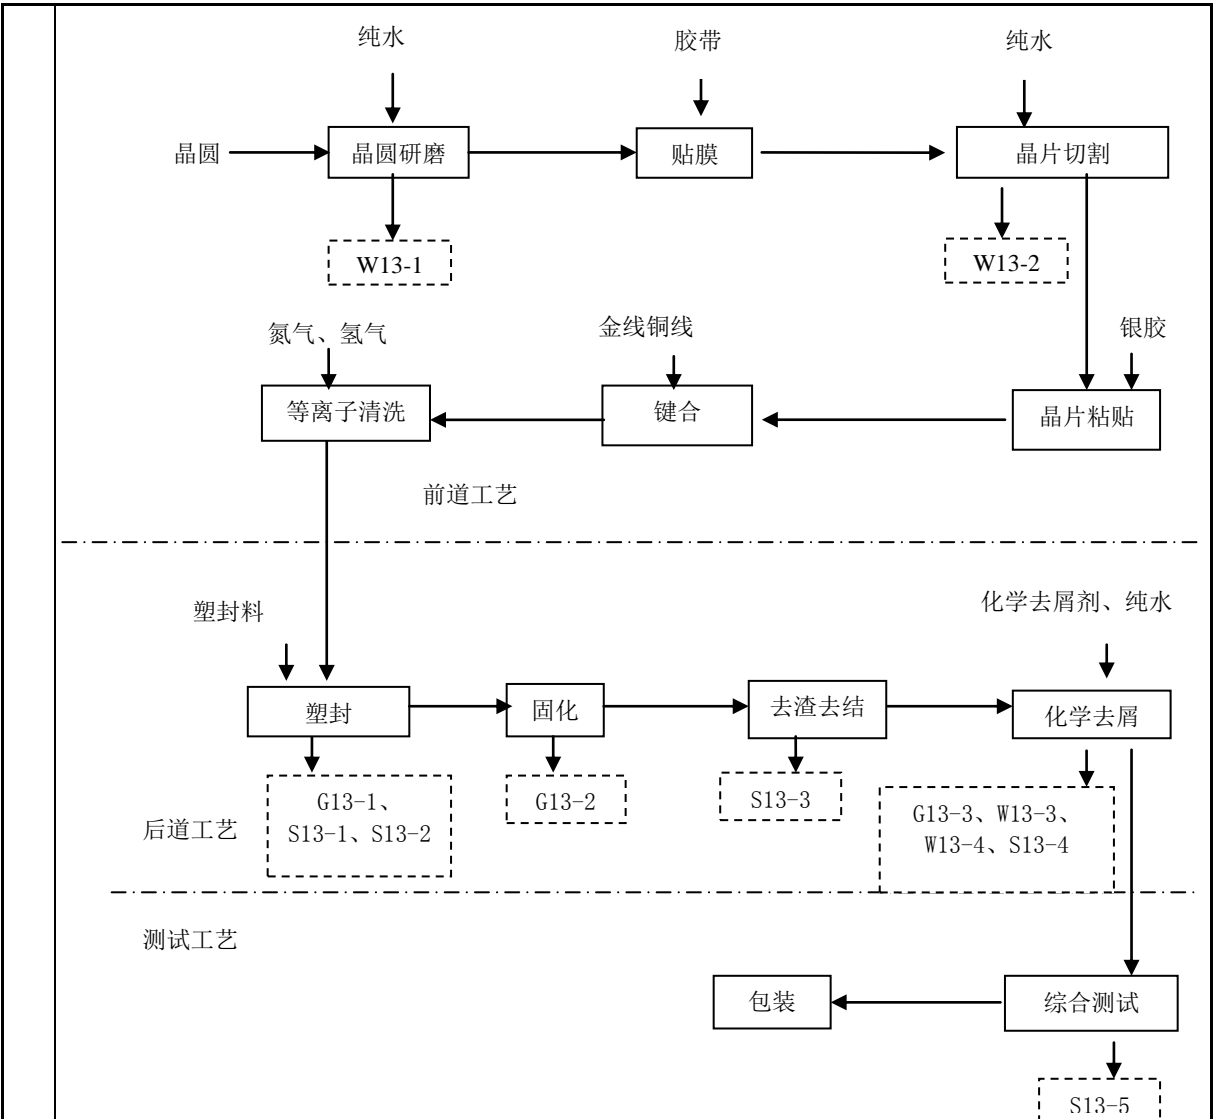 纯水
胶带
纯水
晶圆
晶圆研磨
贴膜
晶片切割
W13-1
W13-2
氮气、氢气
金线铜线
银胶
等离子清洗
键合
晶片粘贴
前道工艺
塑封料
化学去屑剂、纯水
塑封
固化
去渣去结
化学去屑
G13-1、
S13-1、S13-2
G13-2
S13-3
G13-3、W13-3、
W13-4、S13-4
后道工艺
测试工艺
包装
综合测试
S13-5